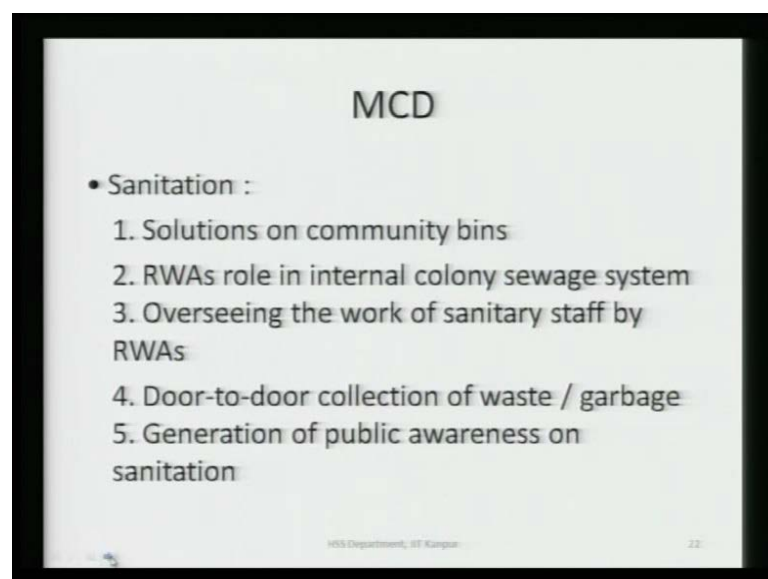 MCD
• Sanitation :
1. Solutions on community bins
2. RWAs role in internal colony sewage system
3. Overseeing the work of sanitary staff by
RWAs
4. Door-to-door collection of waste / garbage
5. Generation of public awareness on
sanitation
HSS Department, IIT Kanpur
22